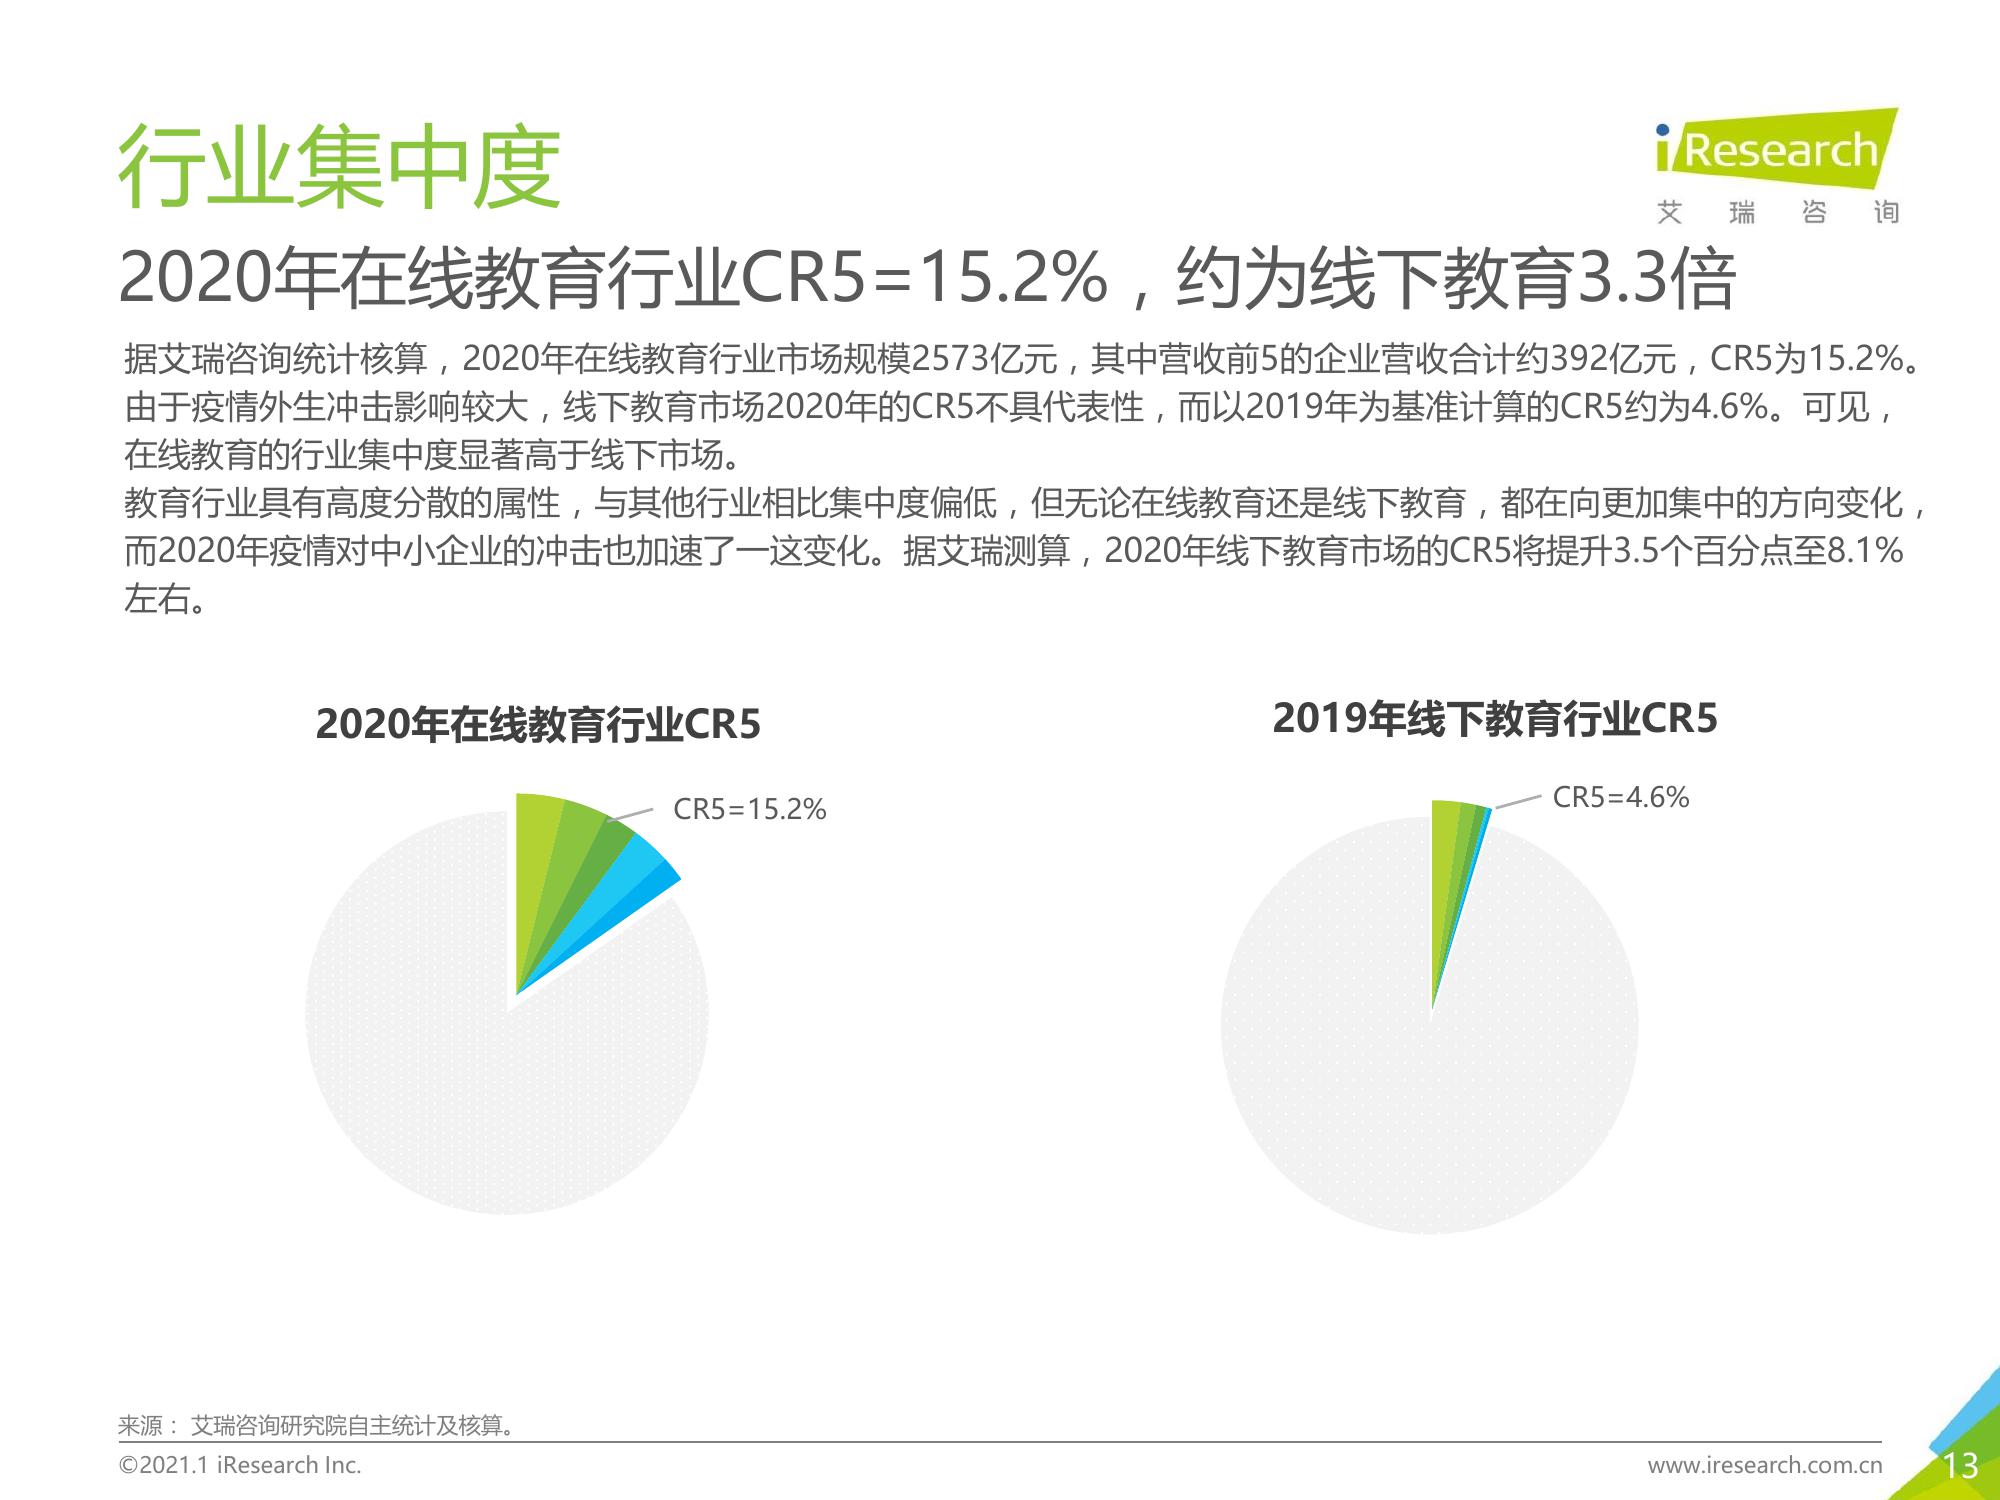 行业集中度
iResearch
艾瑞咨询
2020年在线教育行业CR5=15.2%，约为线下教育3.3倍
据艾瑞咨询统计核算，2020年在线教育行业市场规模2573亿元，其中营收前5的企业营收合计约392亿元，CR5为15.2%。
由于疫情外生冲击影响较大，线下教育市场2020年的CR5不具代表性，而以2019年为基准计算的CR5约为4.6%。可见，
在线教育的行业集中度显著高于线下市场。
教育行业具有高度分散的属性，与其他行业相比集中度偏低，但无论在线教育还是线下教育，都在向更加集中的方向变化，
而2020年疫情对中小企业的冲击也加速了一这变化。据艾瑞测算，2020年线下教育市场的CR5将提升3.5个百分点至8.1%
左右。
2020年在线教育行业CR5
CR5=15.2%
2019年线下教育行业CR5
CR5=4.6%
来源：艾瑞咨询研究院自主统计及核算。
©2021.1 iResearch Inc.
www.iresearch.com.cn
13